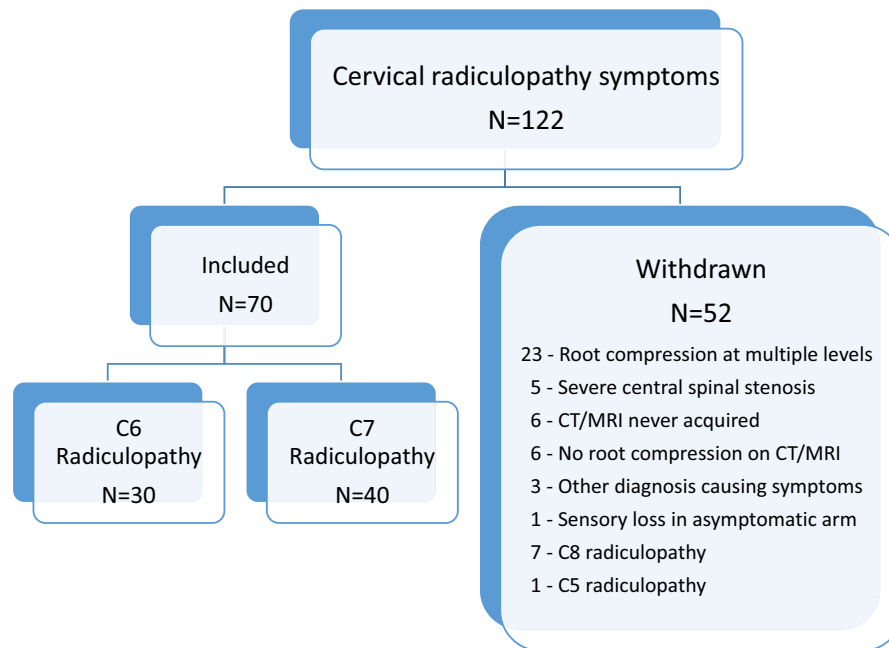 Cervical radiculopathy symptoms
N=122
Included
N=70
Withdrawn
N=52
23 - Root compression at multiple levels
5 - Severe central spinal stenosis
6 - CT/MRI never acquired
6 - No root compression on CT/MRI
3 - Other diagnosis causing symptoms
1 - Sensory loss in asymptomatic arm
7 - C8 radiculopathy
1 - C5 radiculopathy
C6
Radiculopathy
N=30
C7
Radiculopathy
N=40